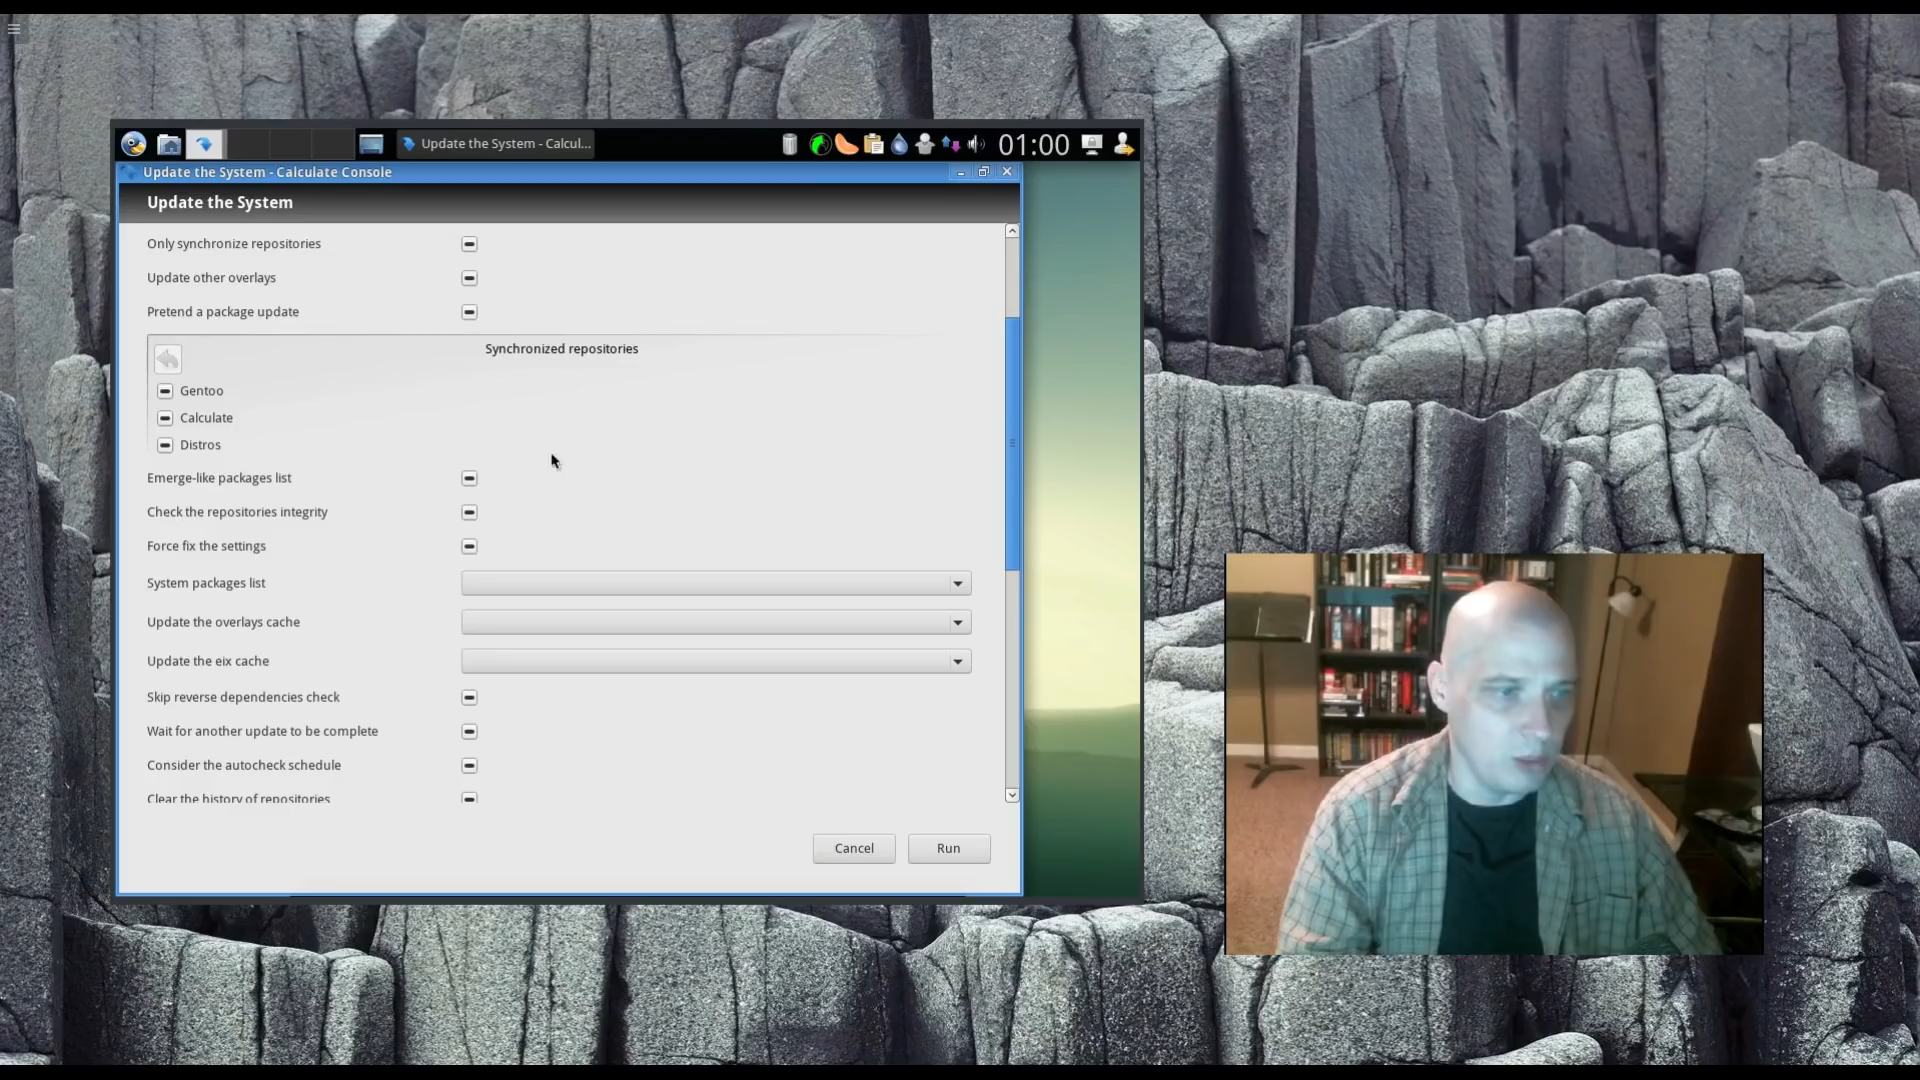 Update the System - Calcul...
01:00
Update the System - Calculate Console
Update the System
Only synchronize repositories
Update other overlays
Pretend a package update
Synchronized repositories
Gentoo
Calculate
Distros
Emerge-like packages list
Check the repositories integrity
Force fix the settings
System packages list
Update the overlays cache
Update the eix cache
Skip reverse dependencies check
Wait for another update to be complete
Consider the autocheck schedule
Clear the history of repositories
Cancel
Run